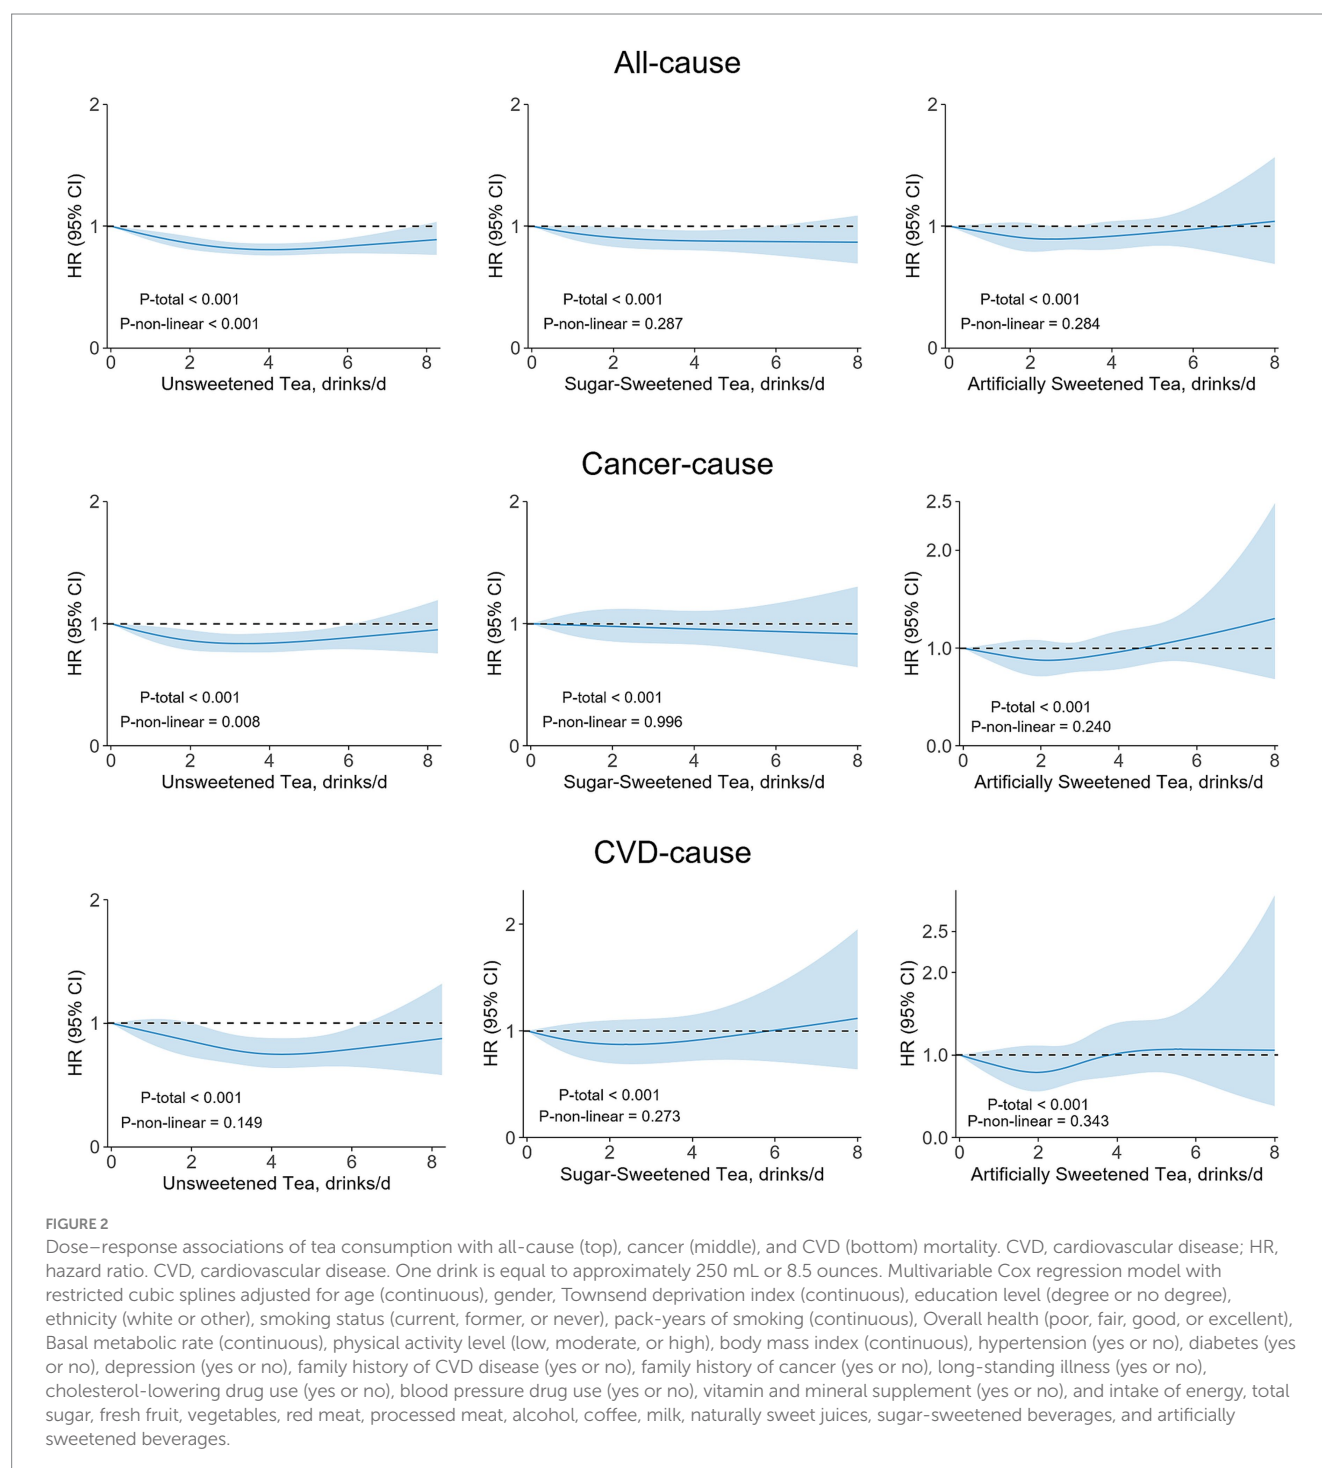 All-cause
2
1
0
HR (95% CI)
P-total < 0.001
P-non-linear < 0.001
0 2 4 6 8
Unsweetened Tea, drinks/d
2
1
0
HR (95% CI)
P-total < 0.001
P-non-linear = 0.287
0 2 4 6 8
Sugar-Sweetened Tea, drinks/d
2
1
0
HR (95% CI)
P-total < 0.001
P-non-linear = 0.284
0 2 4 6 8
Artificially Sweetened Tea, drinks/d
Cancer-cause
2
1
0
HR (95% CI)
P-total < 0.001
P-non-linear = 0.008
0 2 4 6 8
Unsweetened Tea, drinks/d
2
1
0
HR (95% CI)
P-total < 0.001
P-non-linear = 0.996
0 2 4 6 8
Sugar-Sweetened Tea, drinks/d
2.5
2.0
1.0
0.0
HR (95% CI)
P-total < 0.001
P-non-linear = 0.240
0 2 4 6 8
Artificially Sweetened Tea, drinks/d
CVD-cause
2
1
0
HR (95% CI)
P-total < 0.001
P-non-linear = 0.149
0 2 4 6 8
Unsweetened Tea, drinks/d
2
1
0
HR (95% CI)
P-total < 0.001
P-non-linear = 0.273
0 2 4 6 8
Sugar-Sweetened Tea, drinks/d
2.5
2.0
1.0
0.0
HR (95% CI)
P-total < 0.001
P-non-linear = 0.343
0 2 4 6 8
Artificially Sweetened Tea, drinks/d
FIGURE 2
Dose–response associations of tea consumption with all-cause (top), cancer (middle), and CVD (bottom) mortality. CVD, cardiovascular disease; HR,
hazard ratio. CVD, cardiovascular disease. One drink is equal to approximately 250 mL or 8.5 ounces. Multivariable Cox regression model with
restricted cubic splines adjusted for age (continuous), gender, Townsend deprivation index (continuous), education level (degree or no degree),
ethnicity (white or other), smoking status (current, former, or never), pack-years of smoking (continuous), Overall health (poor, fair, good, or excellent),
Basal metabolic rate (continuous), physical activity level (low, moderate, or high), body mass index (continuous), hypertension (yes or no), diabetes (yes
or no), depression (yes or no), family history of CVD disease (yes or no), family history of cancer (yes or no), long-standing illness (yes or no),
cholesterol-lowering drug use (yes or no), blood pressure drug use (yes or no), vitamin and mineral supplement (yes or no), and intake of energy, total
sugar, fresh fruit, vegetables, red meat, processed meat, alcohol, coffee, milk, naturally sweet juices, sugar-sweetened beverages, and artificially
sweetened beverages.